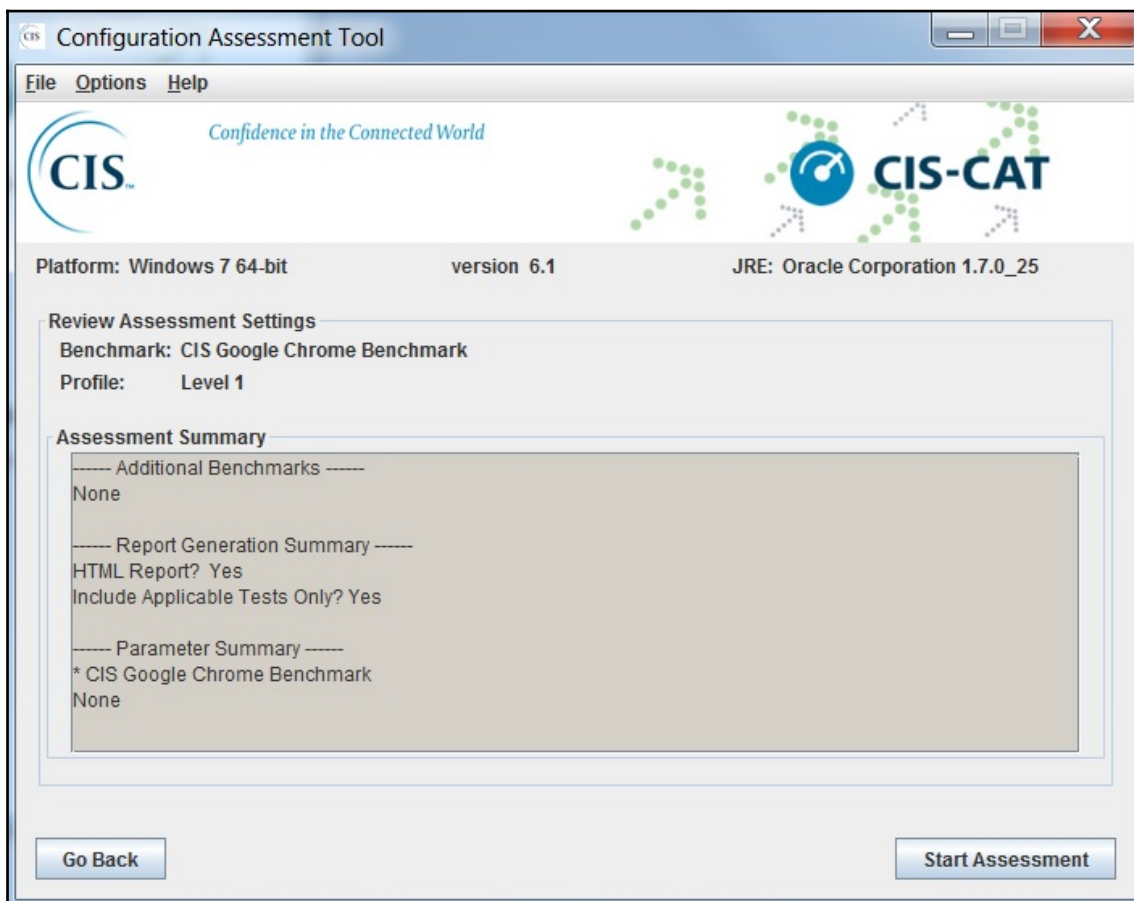 CIS Configuration Assessment Tool
File Options Help
CIS™
Confidence in the Connected World
CIS-CAT
Platform: Windows 7 64-bit version 6.1 JRE: Oracle Corporation 1.7.0_25
Review Assessment Settings
Benchmark: CIS Google Chrome Benchmark
Profile: Level 1
Assessment Summary
------ Additional Benchmarks ------
None
------ Report Generation Summary ------
HTML Report? Yes
Include Applicable Tests Only? Yes
------ Parameter Summary ------
* CIS Google Chrome Benchmark
None
Go Back Start Assessment